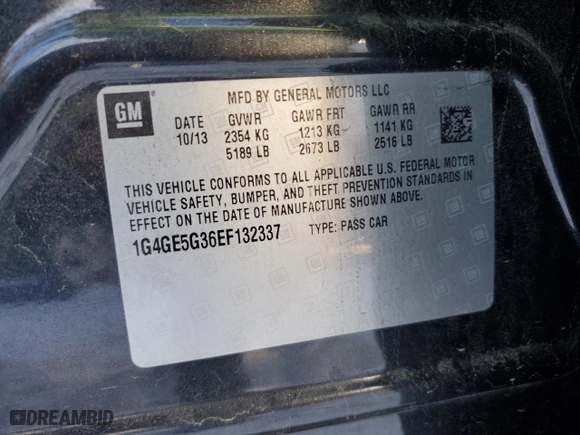 GM
MFD BY GENERAL MOTORS LLC
DATE GVWR GAWR FRT GAWR RR
10/13 2354 KG 1213 KG 1141 KG
5189 LB 2673 LB 2516 LB
THIS VEHICLE CONFORMS TO ALL APPLICABLE U.S. FEDERAL MOTOR
VEHICLE SAFETY, BUMPER, AND THEFT PREVENTION STANDARDS IN
EFFECT ON THE DATE OF MANUFACTURE SHOWN ABOVE.
1G4GE5G36EF132337 TYPE: PASS CAR
DREAMBID